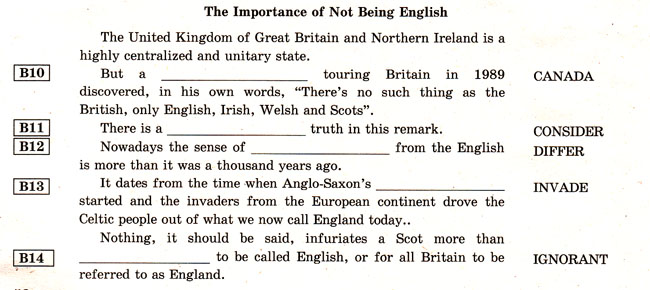 The Importance of Not Being English
The United Kingdom of Great Britain and Northern Ireland is a
highly centralized and unitary state.
B10 But a ____________________ touring Britain in 1989 CANADA
discovered, in his own words, “There's no such thing as the
British, only English, Irish, Welsh and Scots”.
B11 There is a ____________________ truth in this remark. CONSIDER
B12 Nowadays the sense of ____________________ from the English DIFFER
is more than it was a thousand years ago.
B13 It dates from the time when Anglo-Saxon's ____________________ INVADE
started and the invaders from the European continent drove the
Celtic people out of what we now call England today..
Nothing, it should be said, infuriates a Scot more than
B14 ____________________ to be called English, or for all Britain to be IGNORANT
referred to as England.